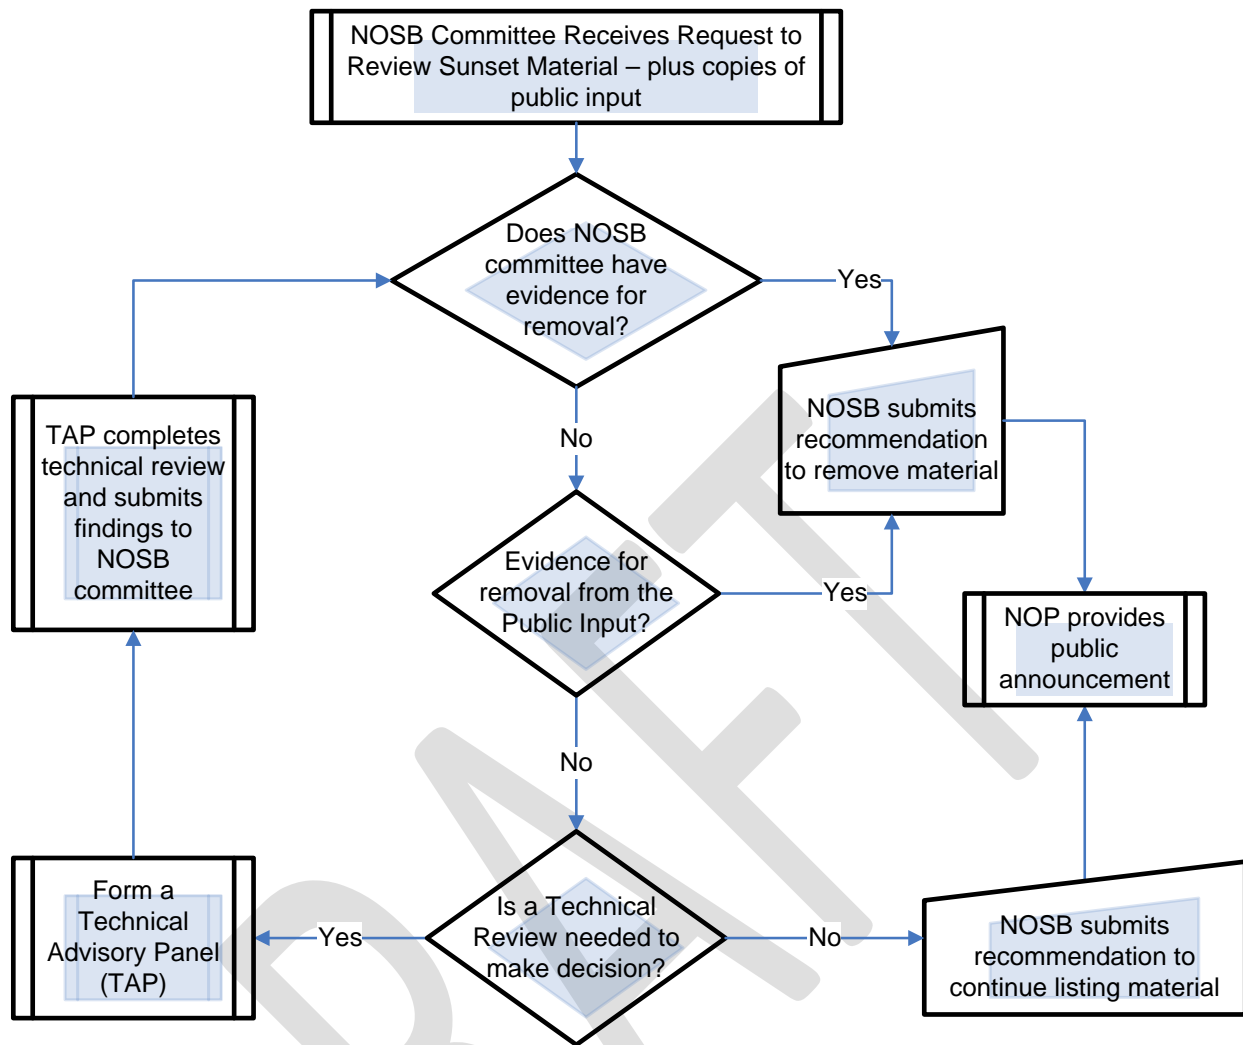 NOSB Committee Receives Request to
Review Sunset Material – plus copies of
public input
Does NOSB
committee have
evidence for
removal?
Yes
No
NOSB submits
recommendation
to remove material
TAP completes
technical review
and submits
findings to
NOSB
committee
Evidence for
removal from the
Public Input?
Yes
No
NOP provides
public
announcement
Form a
Technical
Advisory Panel
(TAP)
Yes
Is a Technical
Review needed to
make decision?
No
NOSB submits
recommendation to
continue listing material
DRAFT